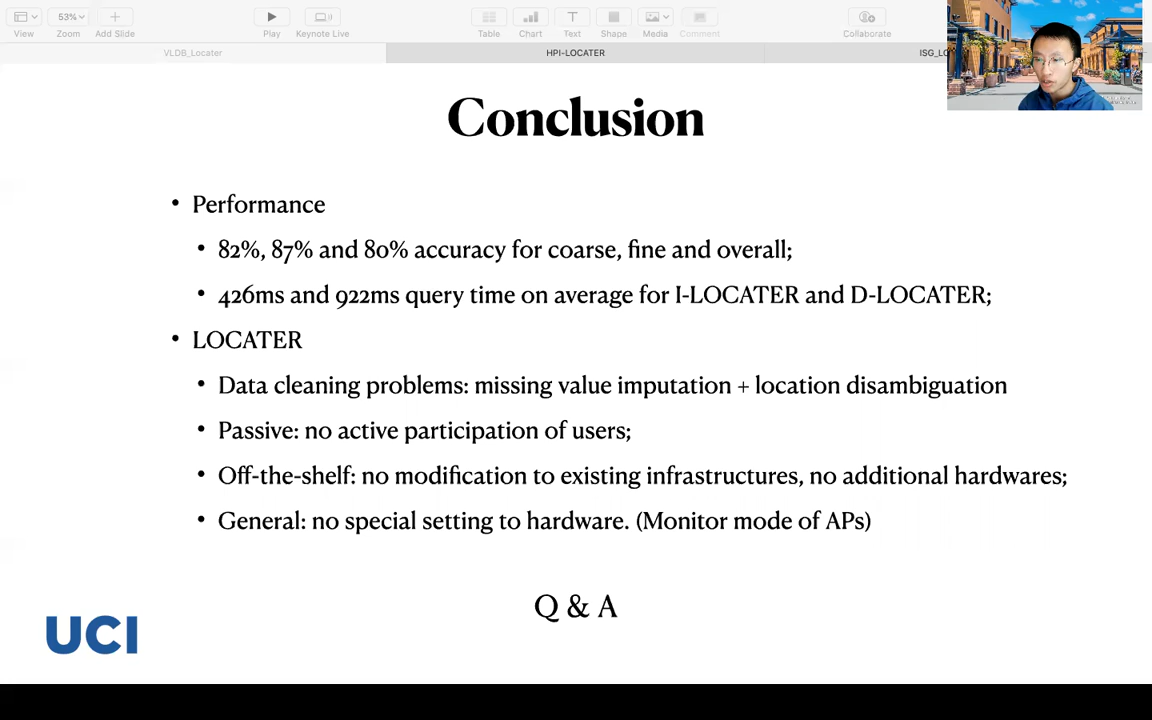 53%
View
Zoom
Add Slide
Play
Keynote Live
Table
Chart
Text
Shape
Media
Comment
Collaborate
VLDB_Locater
HPI-LOCATER
Conclusion
• Performance
• 82%, 87% and 80% accuracy for coarse, fine and overall;
• 426ms and 922ms query time on average for I-LOCATER and D-LOCATER;
• LOCATER
• Data cleaning problems: missing value imputation + location disambiguation
• Passive: no active participation of users;
• Off-the-shelf: no modification to existing infrastructures, no additional hardwares;
• General: no special setting to hardware. (Monitor mode of APs)
Q & A
UCI